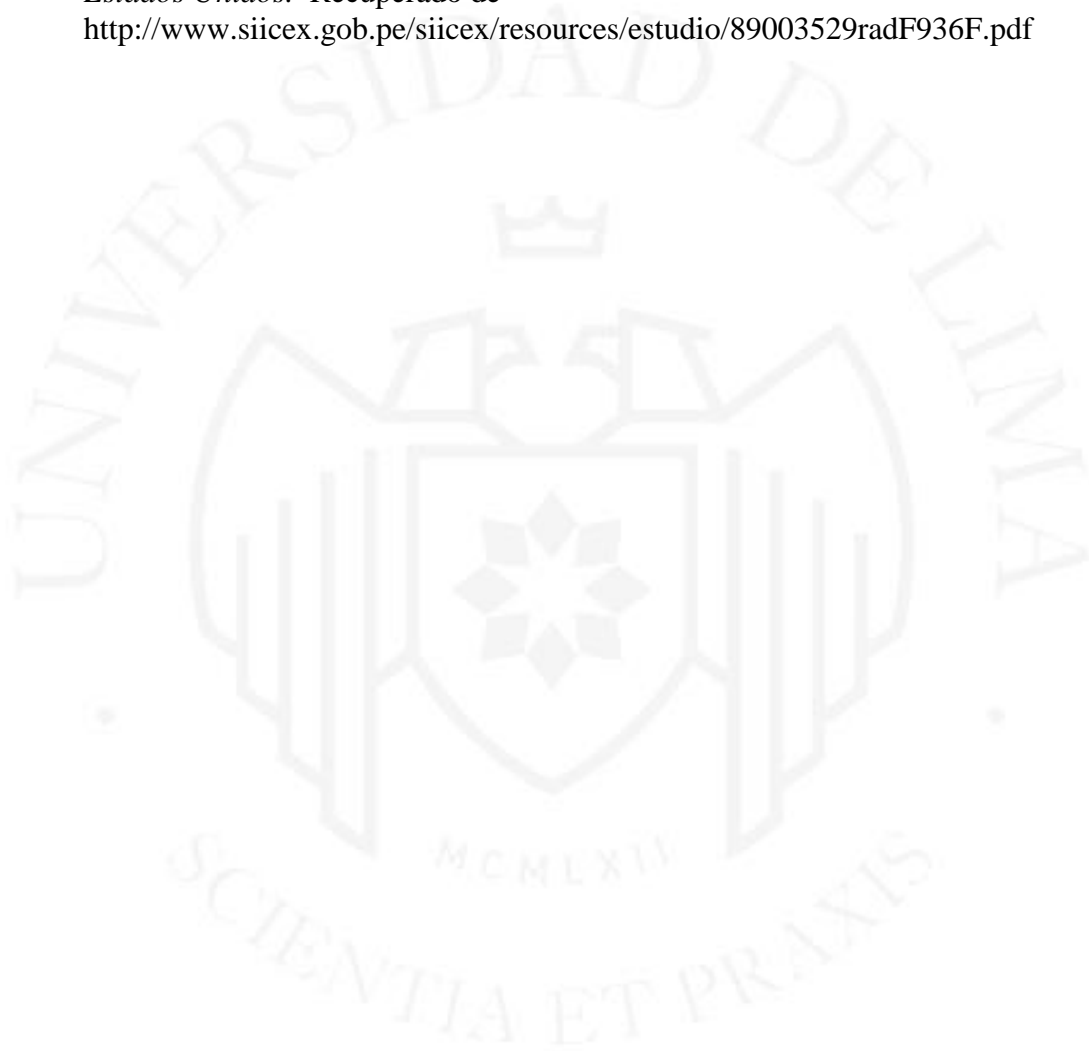 Estados Unidos. Recuperado de
http://www.siicex.gob.pe/siicex/resources/estudio/89003529radF936F.pdf
UNIVERSIDAD DE LIMA
MCMLXII
SCIENTIA ET PRAXIS